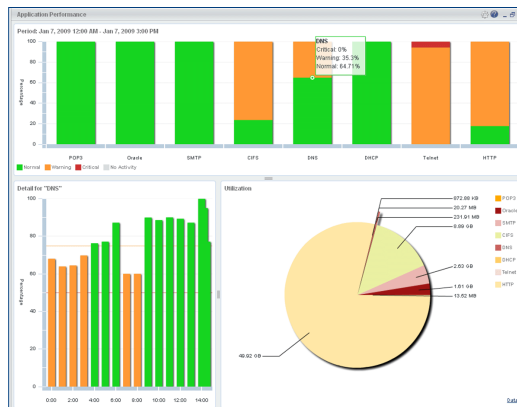 Application Performance
Period: Jan 7, 2009 12:00 AM - Jan 7, 2009 3:00 PM
DNS
Critical: 0%
Warning: 35.3%
Normal: 64.71%
100
80
60
40
20
0
Percentage
POP3 Oracle SMTP CIFS DNS DHCP Telnet HTTP
Normal Warning Critical No Activity
Detail for "DNS"
100
80
60
40
20
0
Percentage
0:00 2:00 4:00 6:00 8:00 10:00 12:00 14:00
Utilization
972.88 KB
20.27 MB
231.91 MB
8.89 GB
2.63 GB
1.81 GB
13.52 MB
49.92 GB
POP3
Oracle
SMTP
CIFS
DNS
DHCP
Telnet
HTTP
Data